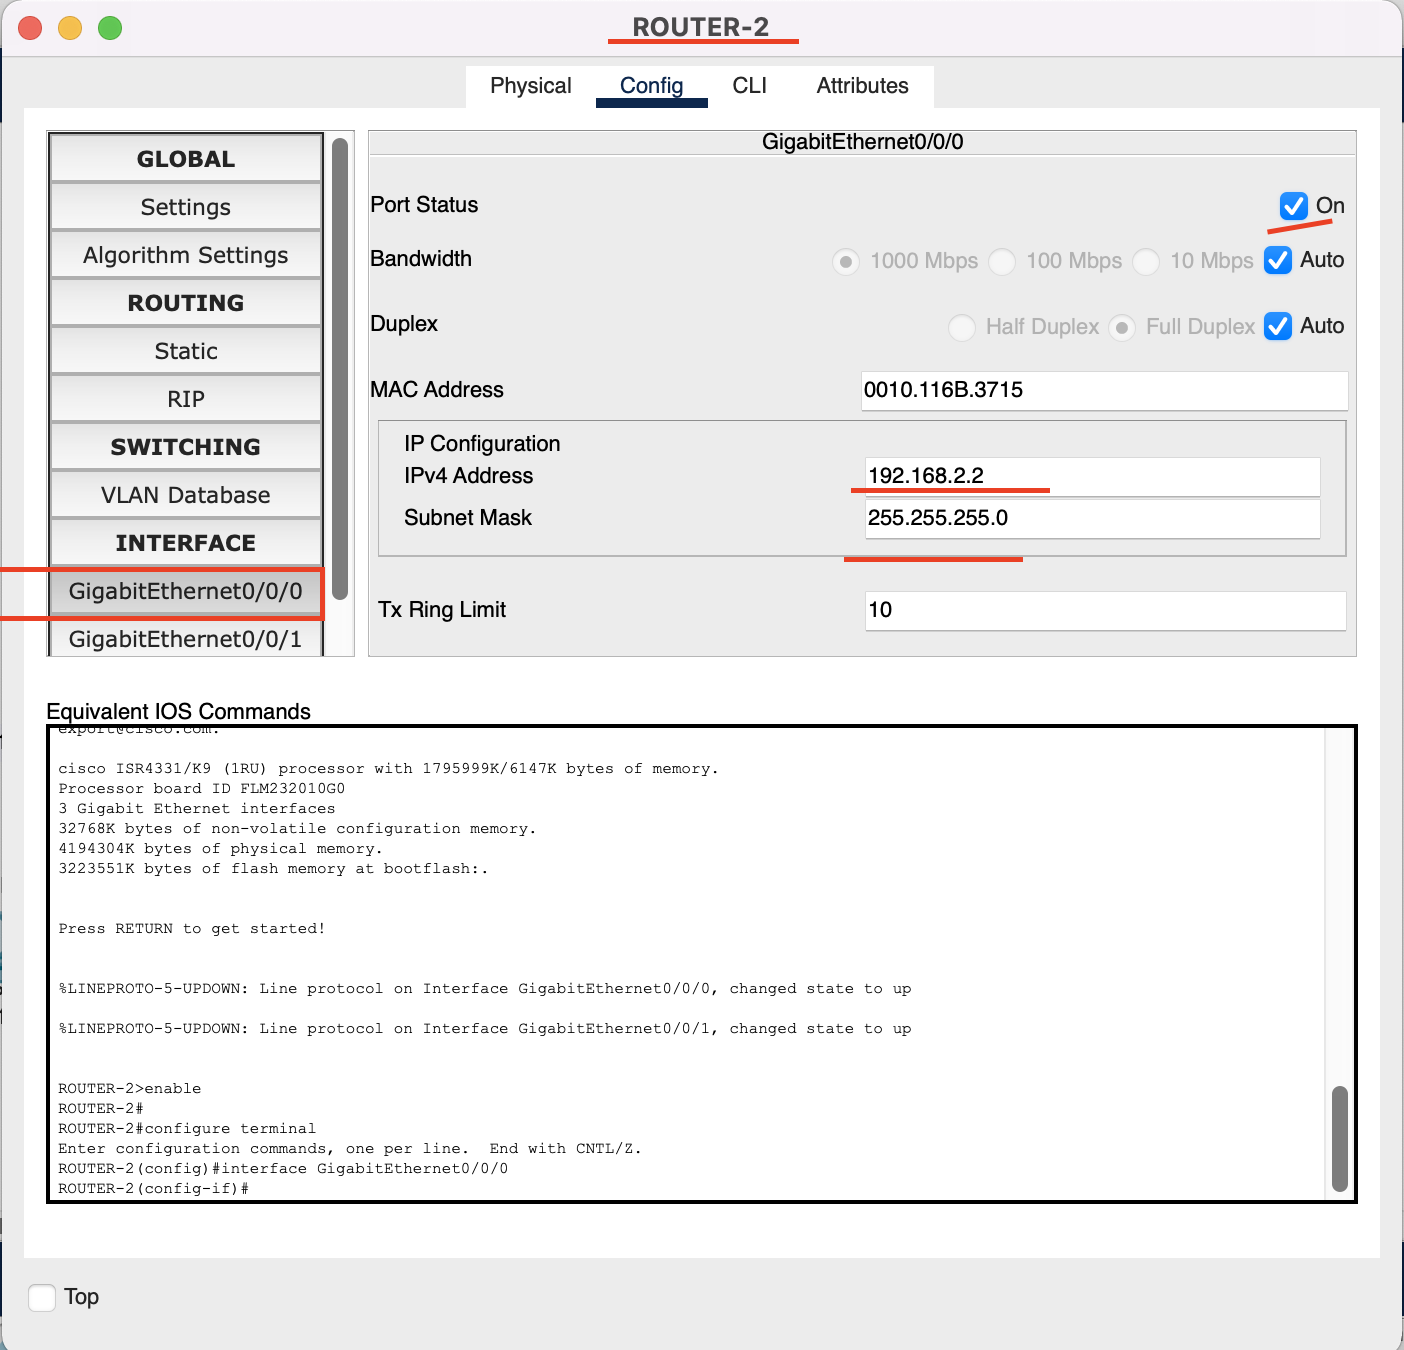 ROUTER-2
Physical Config CLI Attributes
GLOBAL
Settings
Algorithm Settings
ROUTING
Static
RIP
SWITCHING
VLAN Database
INTERFACE
GigabitEthernet0/0/0
GigabitEthernet0/0/1
GigabitEthernet0/0/0
Port Status On
Bandwidth 1000 Mbps 100 Mbps 10 Mbps Auto
Duplex Half Duplex Full Duplex Auto
MAC Address 0010.116B.3715
IP Configuration
IPv4 Address 192.168.2.2
Subnet Mask 255.255.255.0
Tx Ring Limit 10
Equivalent IOS Commands
export@cisco.com.
cisco ISR4331/K9 (1RU) processor with 1795999K/6147K bytes of memory.
Processor board ID FLM232010G0
3 Gigabit Ethernet interfaces
32768K bytes of non-volatile configuration memory.
4194304K bytes of physical memory.
3223551K bytes of flash memory at bootflash:.
Press RETURN to get started!
%LINEPROTO-5-UPDOWN: Line protocol on Interface GigabitEthernet0/0/0, changed state to up
%LINEPROTO-5-UPDOWN: Line protocol on Interface GigabitEthernet0/0/1, changed state to up
ROUTER-2>enable
ROUTER-2#
ROUTER-2#configure terminal
Enter configuration commands, one per line.  End with CNTL/Z.
ROUTER-2(config)#interface GigabitEthernet0/0/0
ROUTER-2(config-if)#
Top